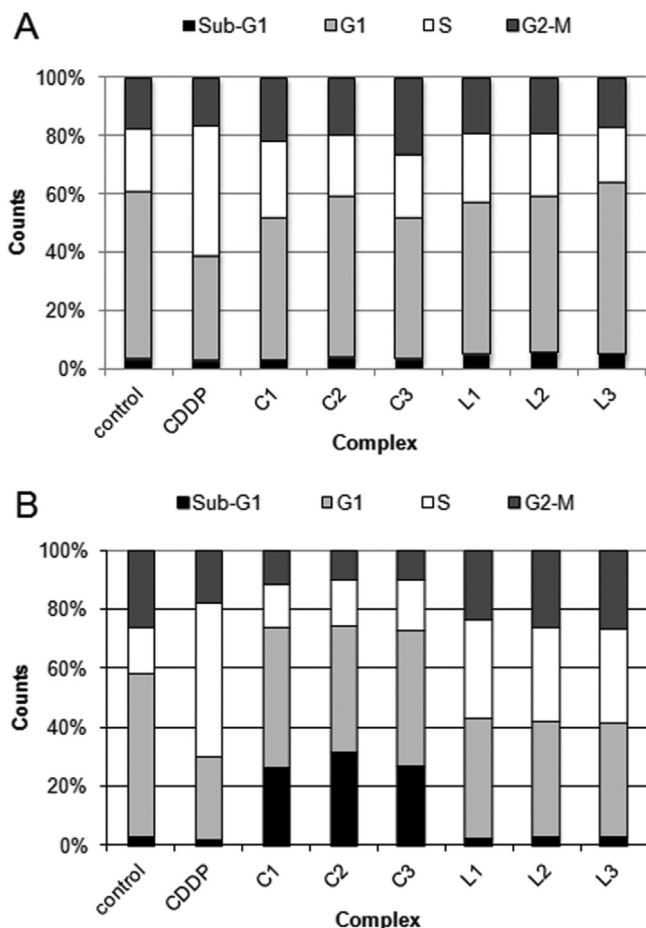 A
Sub-G1 G1 S G2-M
100%
80%
60%
40%
20%
0%
Counts
control CDDP C1 C2 C3 L1 L2 L3
Complex
B
Sub-G1 G1 S G2-M
100%
80%
60%
40%
20%
0%
Counts
control CDDP C1 C2 C3 L1 L2 L3
Complex